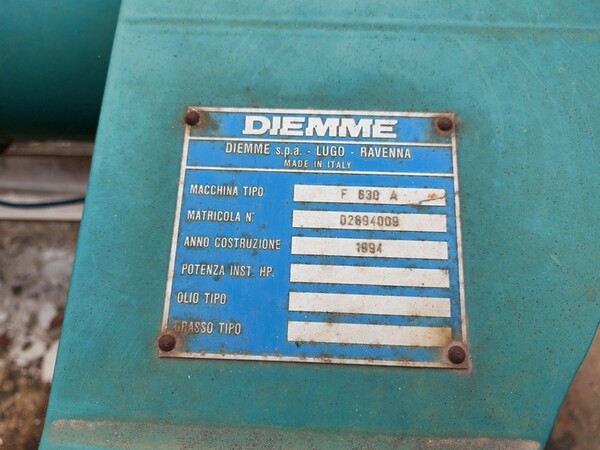 DIEMME
DIEMME s.p.a. - LUGO - RAVENNA
MADE IN ITALY
MACCHINA TIPO F 630 A
MATRICOLA N° 02894009
ANNO COSTRUZIONE 1994
POTENZA INST. HP.
OLIO TIPO
GRASSO TIPO